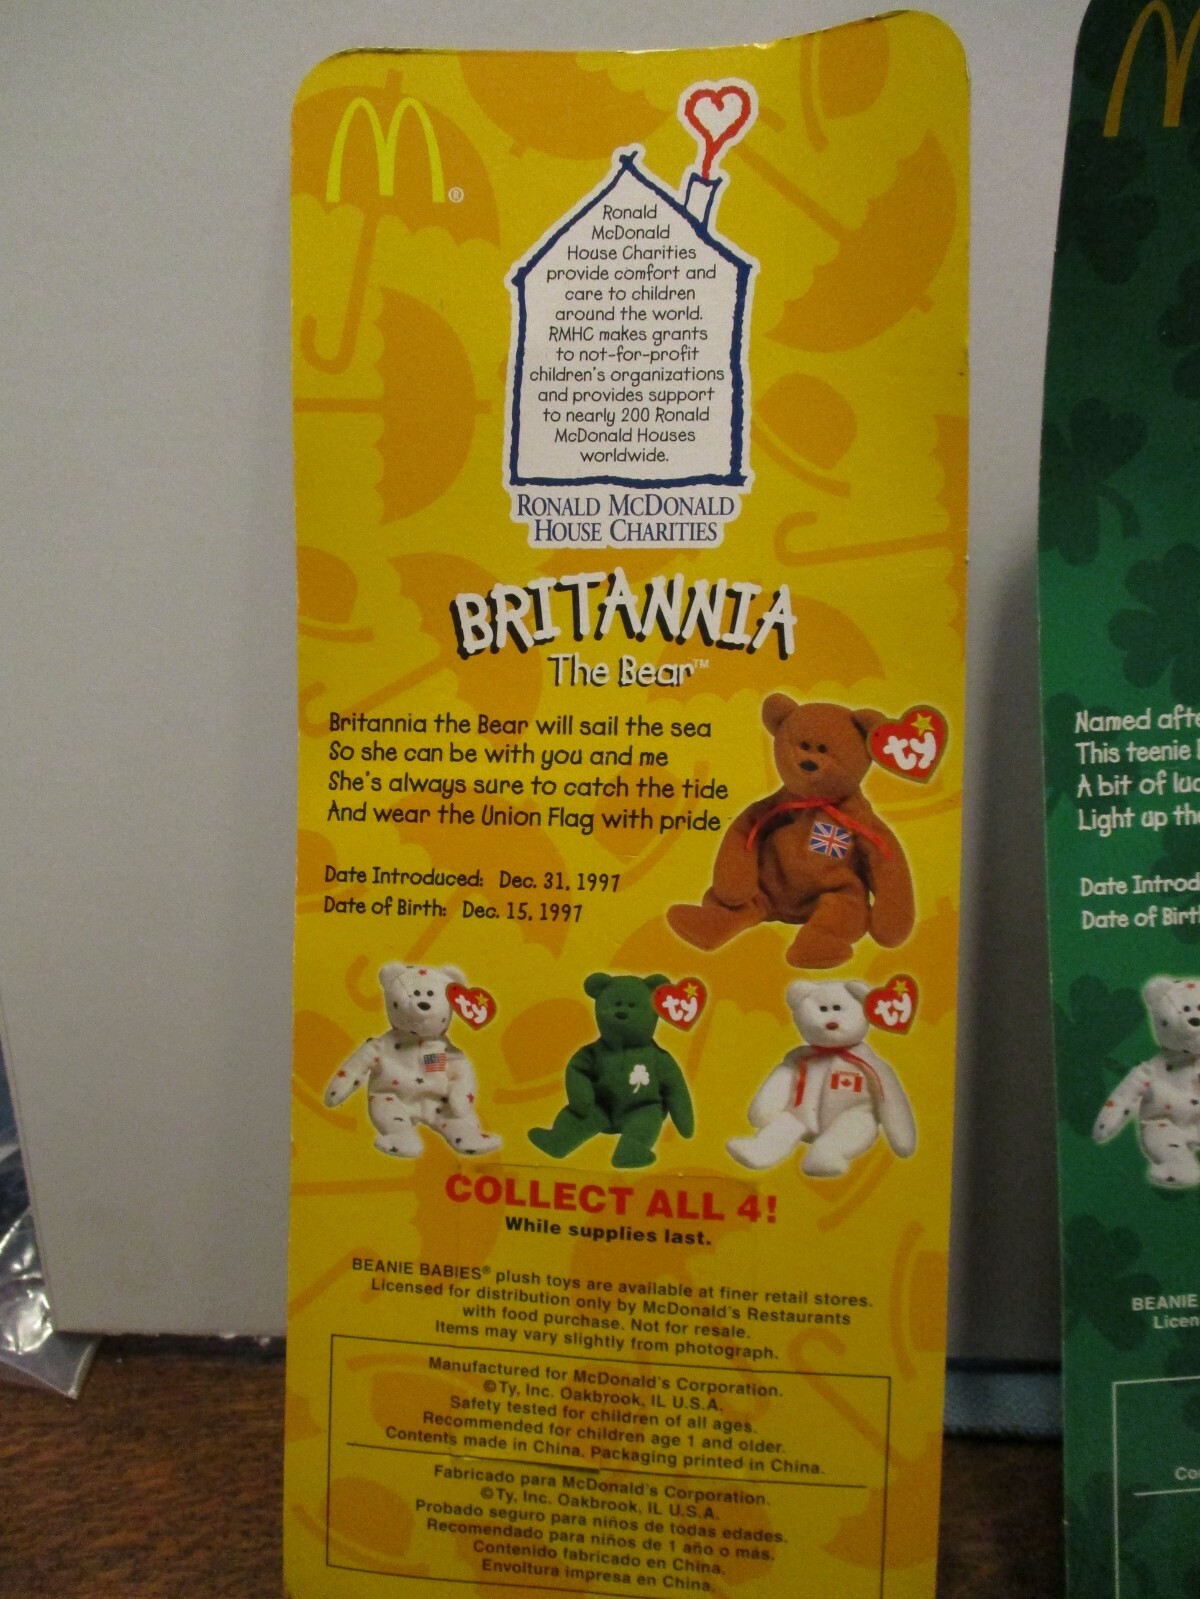 Ronald
McDonald
House Charities
provide comfort and
care to children
around the world.
RMHC makes grants
to not-for-profit
children's organizations
and provides support
to nearly 200 Ronald
McDonald Houses
worldwide.
RONALD MCDONALD
HOUSE CHARITIES
BRITANNIA
The Bear™
Britannia the Bear will sail the sea
So she can be with you and me
She's always sure to catch the tide
And wear the Union Flag with pride
Date Introduced: Dec. 31, 1997
Date of Birth: Dec. 15, 1997
ty
ty
ty
ty
COLLECT ALL 4!
While supplies last.
BEANIE BABIES® plush toys are available at finer retail stores.
Licensed for distribution only by McDonald's Restaurants
with food purchase. Not for resale.
Items may vary slightly from photograph.
Manufactured for McDonald's Corporation.
©Ty, Inc. Oakbrook, IL U.S.A.
Safety tested for children of all ages.
Recommended for children age 1 and older.
Contents made in China. Packaging printed in China.
Fabricado para McDonald's Corporation.
©Ty, Inc. Oakbrook, IL U.S.A.
Probado seguro para niños de todas edades.
Recomendado para niños de 1 año o más.
Contenido fabricado en China.
Envoltura impresa en China.
Named
This teenie
A bit of
Light up
Date
Date of
BEANIE